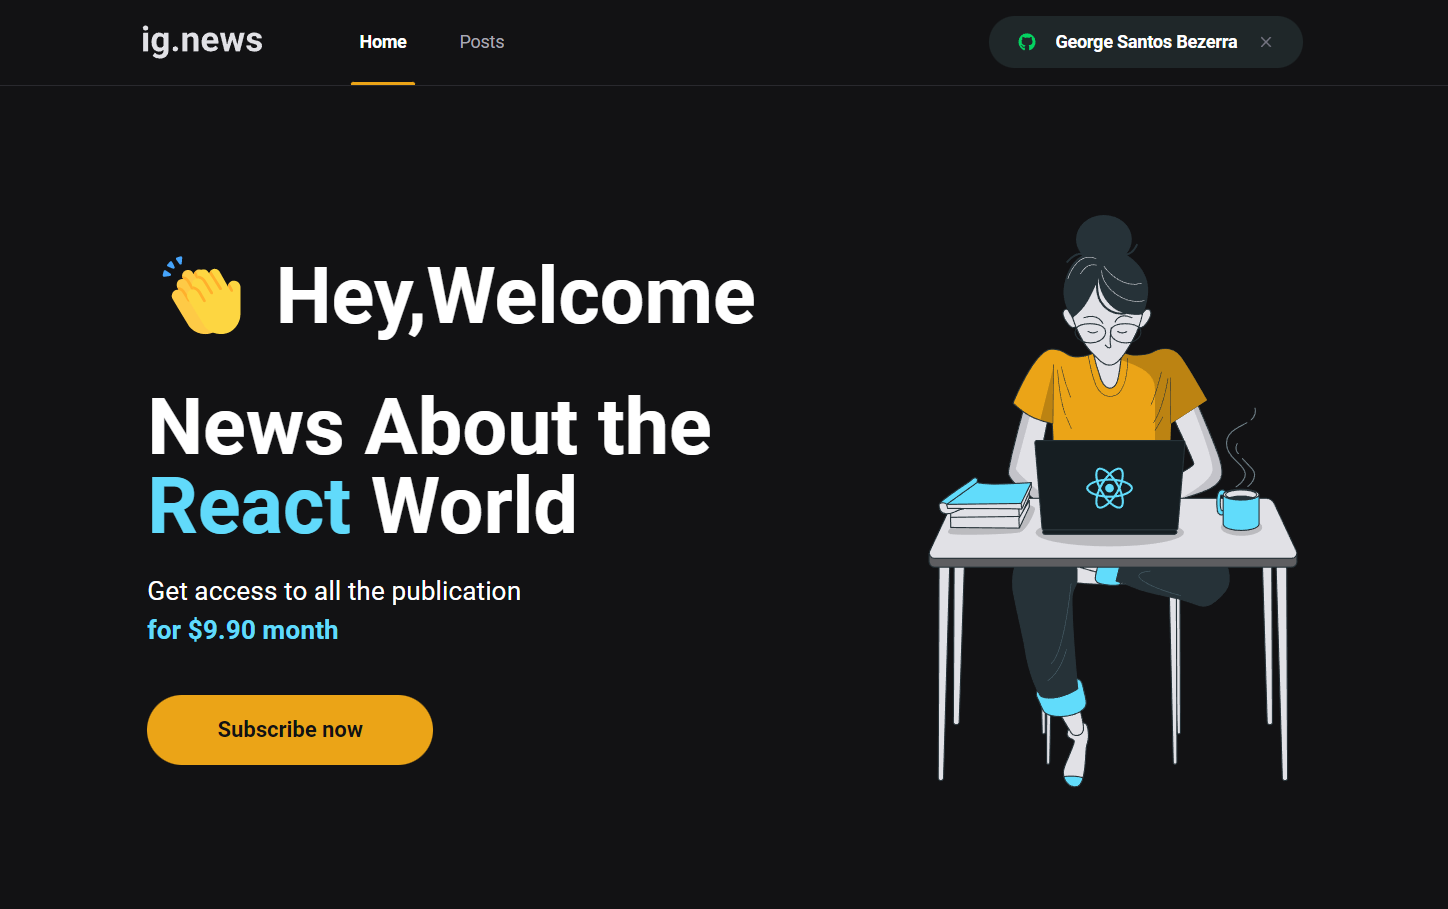 ig.news
Home
Posts
George Santos Bezerra
Hey,Welcome
News About the
React World
Get access to all the publication
for $9.90 month
Subscribe now